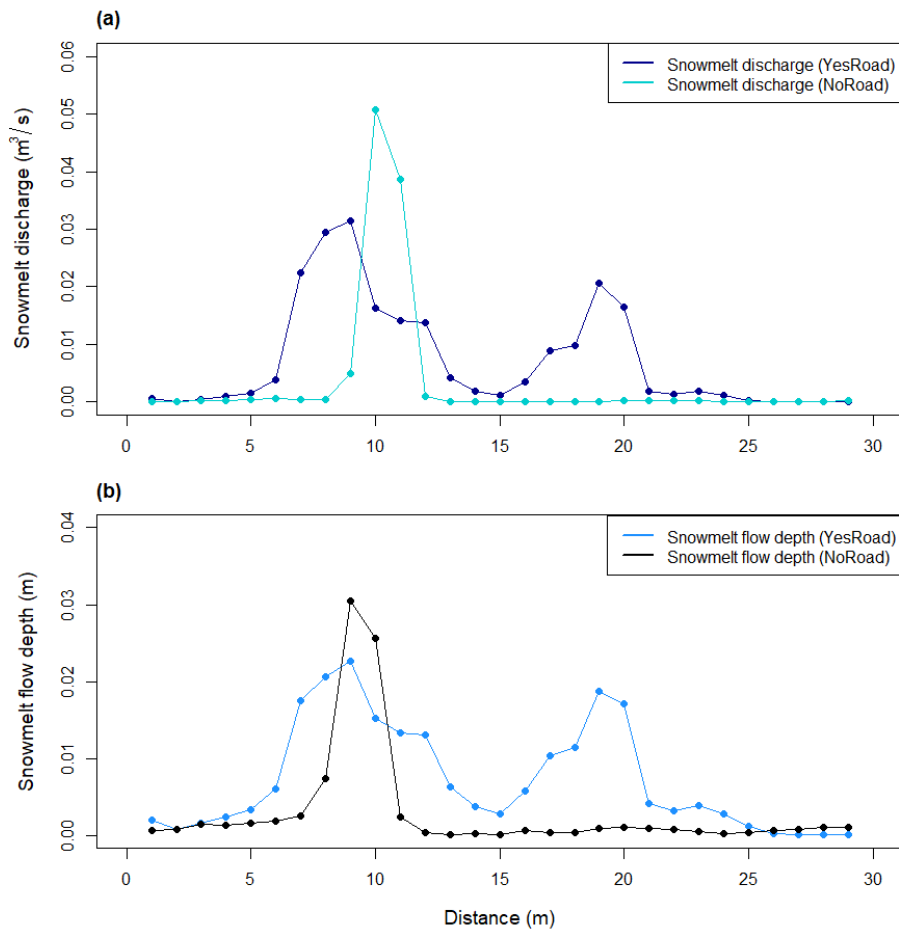 (a)
Snowmelt discharge (m³/s)
0.00 0.01 0.02 0.03 0.04 0.05 0.06
Snowmelt discharge (YesRoad)
Snowmelt discharge (NoRoad)
0 5 10 15 20 25 30
(b)
Snowmelt flow depth (m)
0.00 0.01 0.02 0.03 0.04
Snowmelt flow depth (YesRoad)
Snowmelt flow depth (NoRoad)
0 5 10 15 20 25 30
Distance (m)